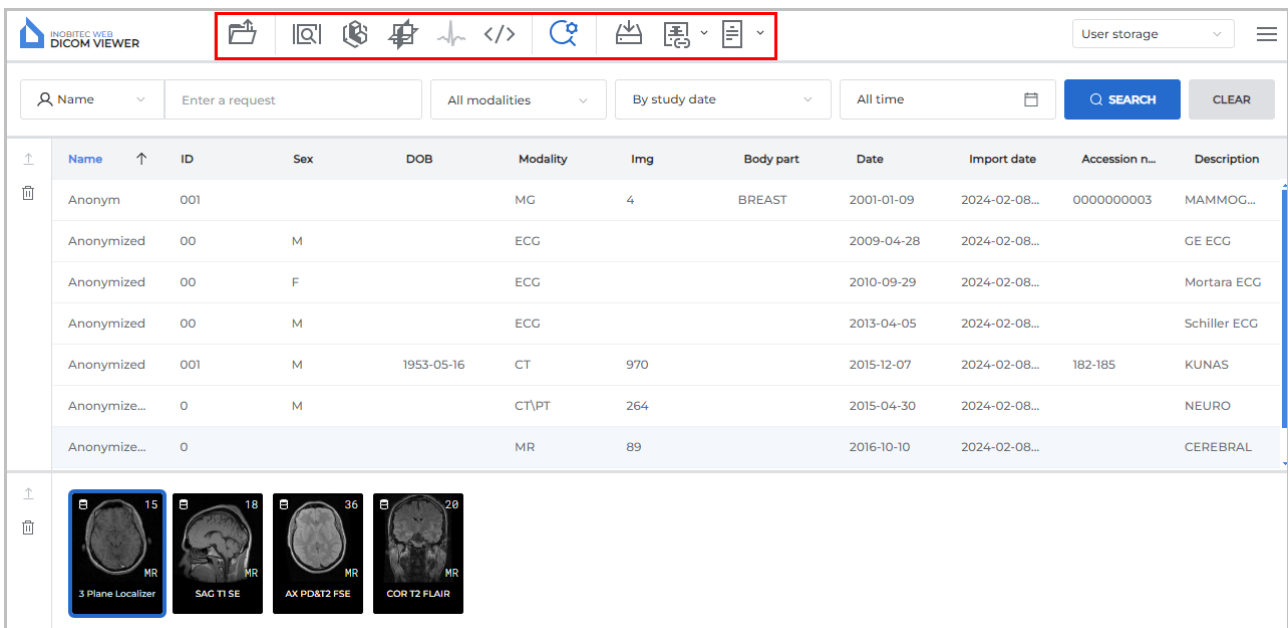 INOBITEC WEB
DICOM VIEWER
User storage
Name Enter a request All modalities By study date All time SEARCH CLEAR
Name ID Sex DOB Modality Img Body part Date Import date Accession n... Description
Anonym 001 MG 4 BREAST 2001-01-09 2024-02-08... 0000000003 MAMMOG...
Anonymized 00 M ECG 2009-04-28 2024-02-08... GE ECG
Anonymized 00 F ECG 2010-09-29 2024-02-08... Mortara ECG
Anonymized 00 M ECG 2013-04-05 2024-02-08... Schiller ECG
Anonymized 001 M 1953-05-16 CT 970 2015-12-07 2024-02-08... 182-185 KUNAS
Anonymize... 0 M CT\PT 264 2015-04-30 2024-02-08... NEURO
Anonymize... 0 MR 89 2016-10-10 2024-02-08... CEREBRAL
15 18 36 20
MR MR MR MR
3 Plane Localizer SAG T1 SE AX PD&T2 FSE COR T2 FLAIR